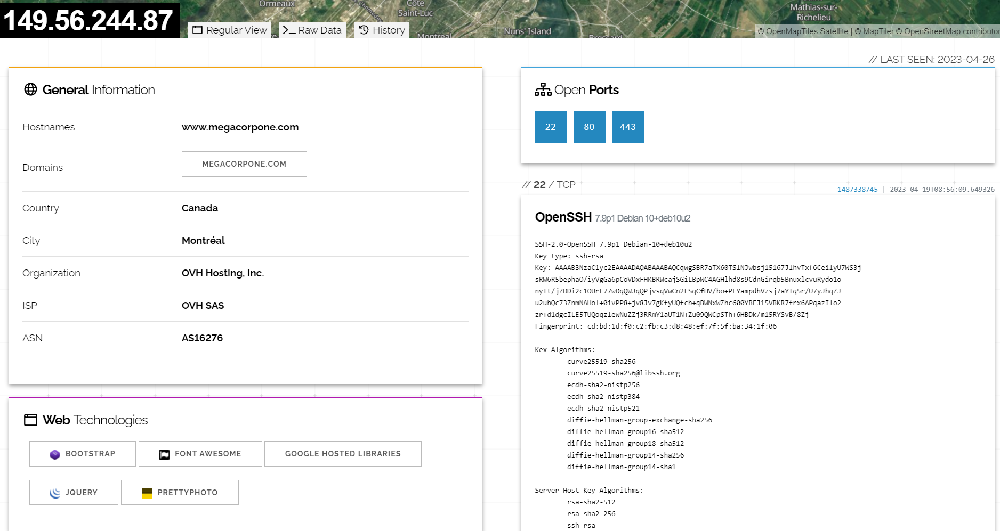 Ormeaux
Côte
Saint-Luc
Mathias-sur-
Richelieu
149.56.244.87
Regular View
Raw Data
History
Nuns' Island
Montreal
Brossard
© OpenMapTiles Satellite | © MapTiler © OpenStreetMap contributor
// LAST SEEN: 2023-04-26
General Information
Hostnames www.megacorpone.com
Domains MEGACORPONE.COM
Country Canada
City Montréal
Organization OVH Hosting, Inc.
ISP OVH SAS
ASN AS16276
Web Technologies
BOOTSTRAP FONT AWESOME GOOGLE HOSTED LIBRARIES
JQUERY PRETTYPHOTO
Open Ports
22 80 443
// 22 / TCP
-1487338745 | 2023-04-19T08:56:09.649326
OpenSSH 7.9p1 Debian 10+deb10u2
SSH-2.0-OpenSSH_7.9p1 Debian-10+deb10u2
Key type: ssh-rsa
Key: AAAAB3NzaC1yc2EAAAADAQABAAABAQCqwgSBR7aTX60TSlNJwbsj15167JlhvTxf6CeilyU7WS3j
sRW6R5bephaO/iyVgGa6pCoVDxFHKBRWcajSGiLBpWC4AGHlhd8s9CdnGirqb5BnuxlcvuRydo1o
nyIt/jZDDi2c1OUrE77wDqQWJqQPjvsqVwCn2LSqCfHV/bo+PFYampdhVzsj7aYIq5r/U7yJhqZJ
u2uhQc73ZnmNAHol+0ivPP8+jv8Jv7gKfyUQfcb+qBWNxWZhc600YBEJ15VBKR7frx6APqazIlo2
zr+d1dgcILE5TUQoqzlewNuZZj3RRmY1aUT1N+Zu09QWCpSTh+6HBDk/m15RYSvB/8Zj
Fingerprint: cd:bd:1d:f0:c2:fb:c3:d8:48:ef:7f:5f:ba:34:1f:06
Kex Algorithms:
curve25519-sha256
curve25519-sha256@libssh.org
ecdh-sha2-nistp256
ecdh-sha2-nistp384
ecdh-sha2-nistp521
diffie-hellman-group-exchange-sha256
diffie-hellman-group16-sha512
diffie-hellman-group18-sha512
diffie-hellman-group14-sha256
diffie-hellman-group14-sha1
Server Host Key Algorithms:
rsa-sha2-512
rsa-sha2-256
ssh-rsa